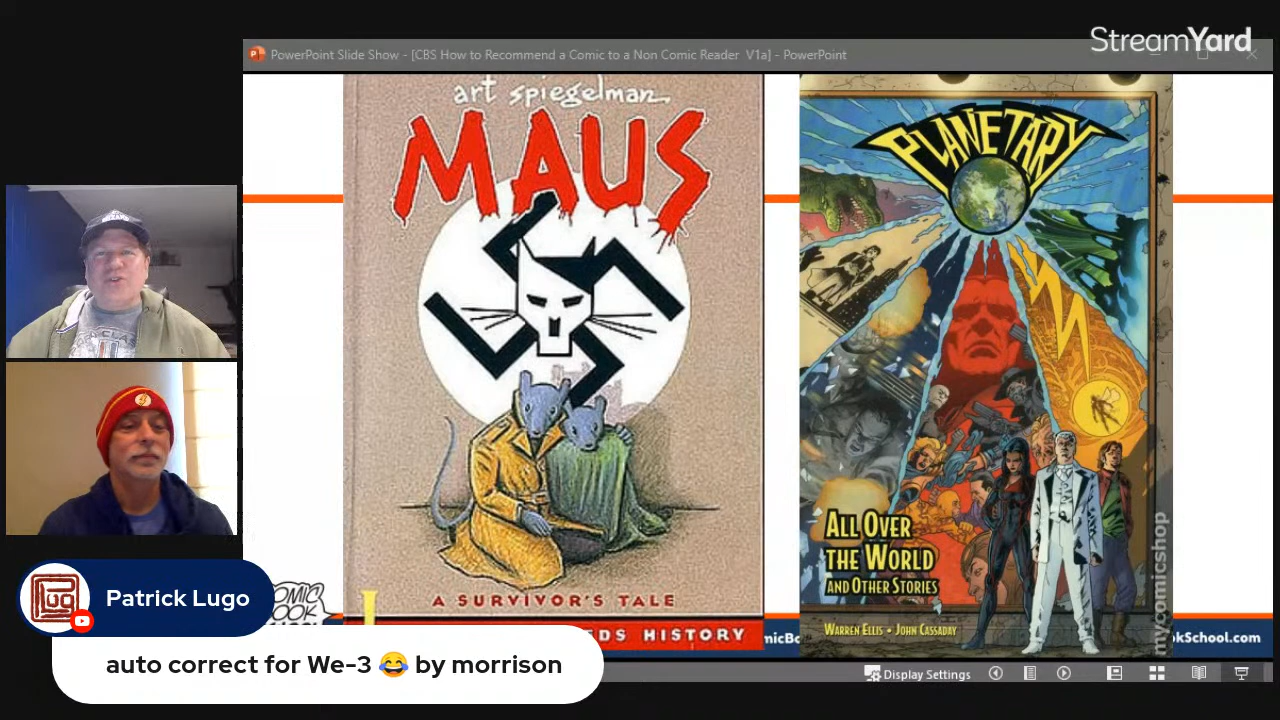 StreamYard
PowerPoint Slide Show - [CBS How to Recommend a Comic to a Non Comic Reader V1a] - PowerPoint
art spiegelman
MAUS
A SURVIVOR'S TALE
HISTORY
PLANETARY
ALL OVER
THE WORLD
AND OTHER STORIES
WARREN ELLIS • JOHN CASSADAY
mycomicshop
Patrick Lugo
auto correct for We-3 😂 by morrison
Display Settings